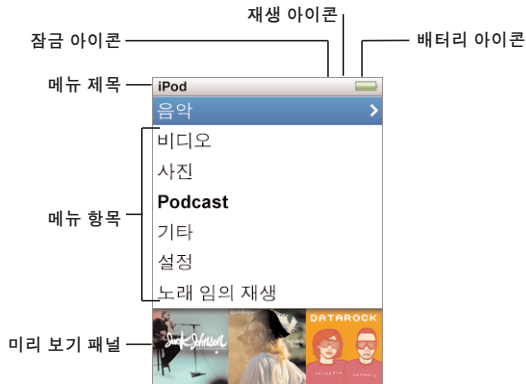 재생 아이콘
잠금 아이콘
배터리 아이콘
메뉴 제목
iPod
음악
비디오
사진
메뉴 항목
Podcast
기타
설정
노래 임의 재생
미리 보기 패널
Jack Johnson
DATAROCK